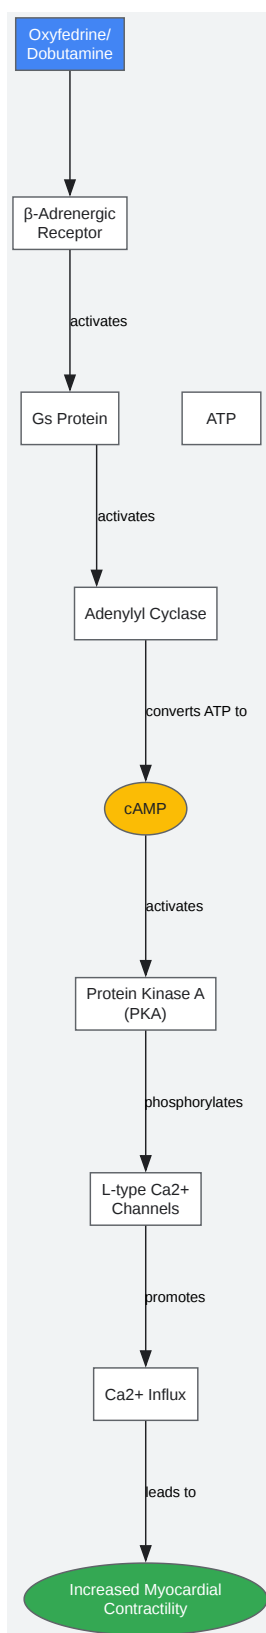 Oxyfedrine/
Dobutamine
β-Adrenergic
Receptor
activates
Gs Protein
ATP
activates
Adenylyl Cyclase
converts ATP to
cAMP
activates
Protein Kinase A
(PKA)
phosphorylates
L-type Ca2+
Channels
promotes
Ca2+ Influx
leads to
Increased Myocardial
Contractility